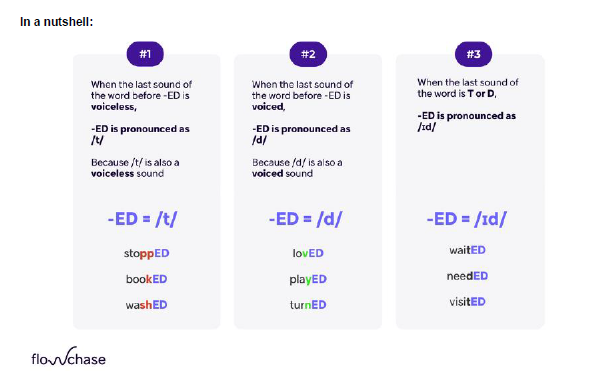 In a nutshell:
#1
When the last sound of
the word before -ED is
voiceless,
-ED is pronounced as
/t/
Because /t/ is also a
voiceless sound
-ED = /t/
stoppED
booKED
washED
#2
When the last sound of
the word before -ED is
voiced,
-ED is pronounced as
/d/
Because /d/ is also a
voiced sound
-ED = /d/
lovED
playED
turnED
#3
When the last sound of
the word is T or D,
-ED is pronounced as
/ɪd/
-ED = /ɪd/
waitED
needED
visitED
flowchase